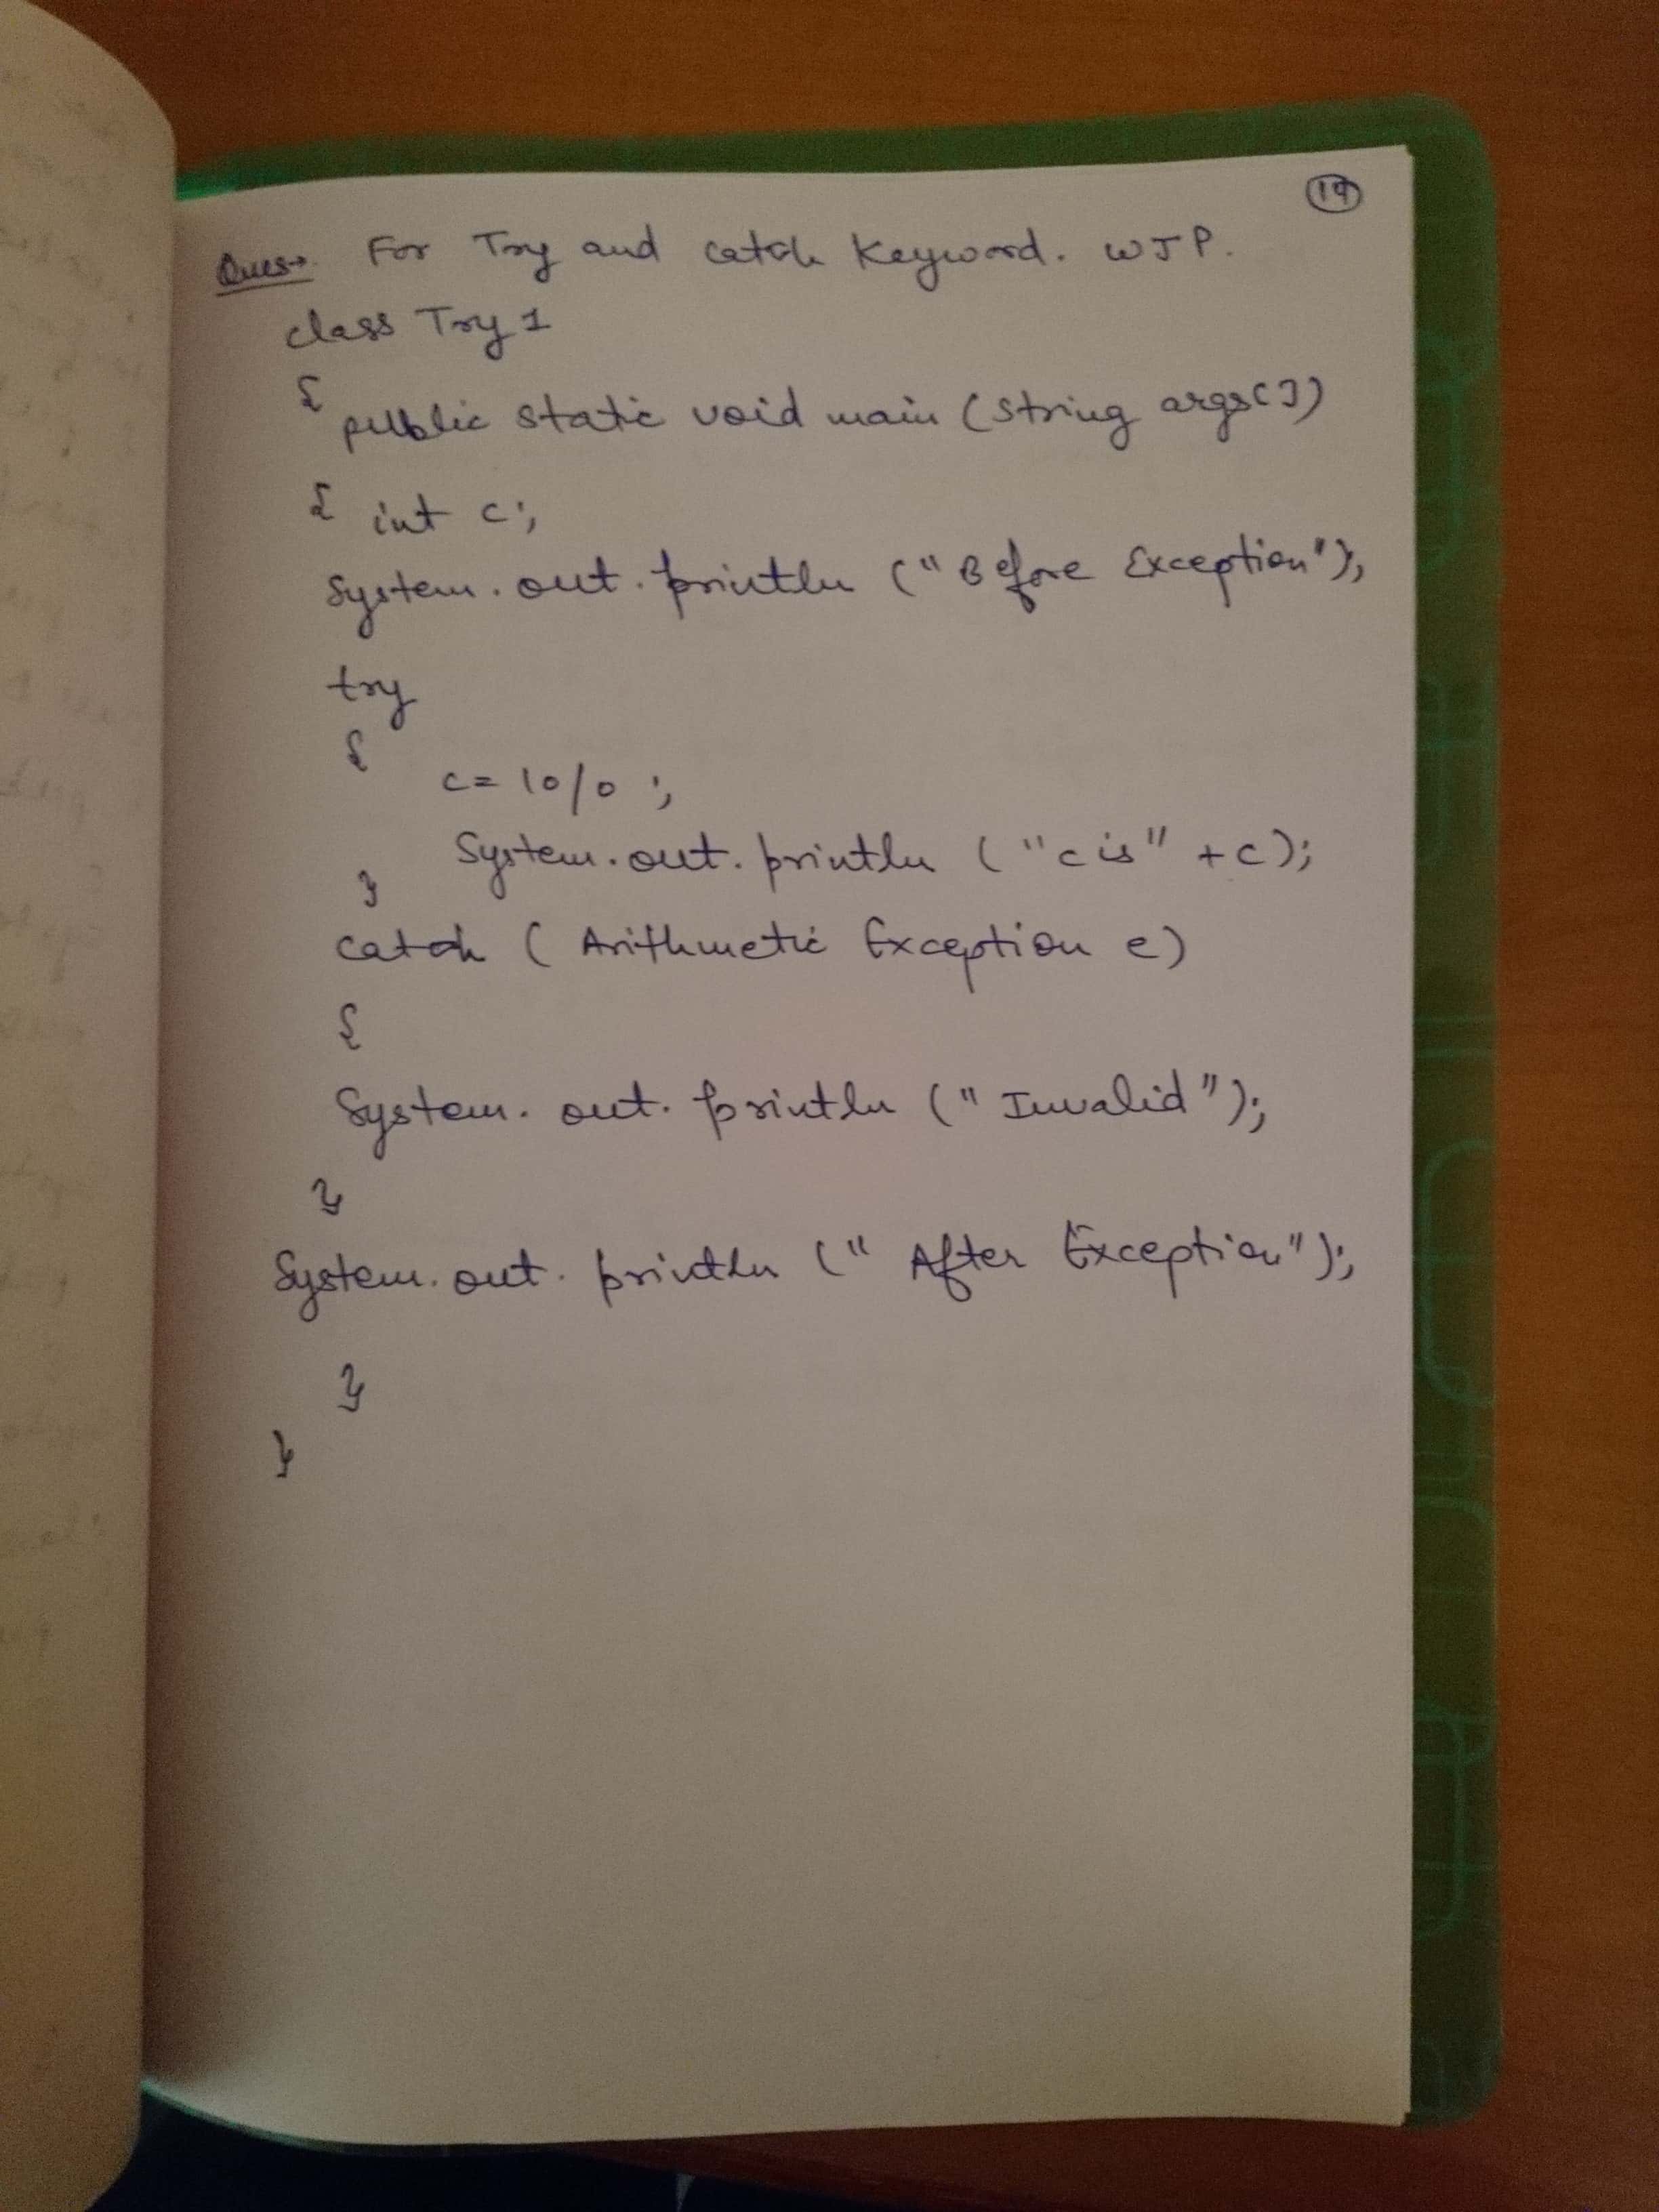 19
Ques→ For Try and catch Keyword. WJP.
class Try 1
{
public static void main (String args[])
{ int c;
System.out.println ("Before Exception");
try
{
c=10/0;
System.out.println ("c is" +c);
}
catch (Arithmetic Exception e)
{
System.out.println ("Invalid");
}
System.out.println ("After Exception");
}
}